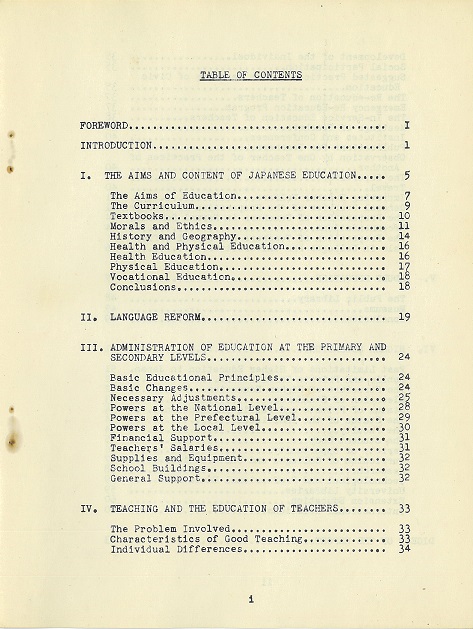 TABLE OF CONTENTS
FOREWORD........................................ I
INTRODUCTION.................................... 1
I. THE AIMS AND CONTENT OF JAPANESE EDUCATION..... 5
The Aims of Education......................... 7
The Curriculum................................ 9
Textbooks..................................... 10
Morals and Ethics............................. 11
History and Geography......................... 14
Health and Physical Education................. 16
Health Education.............................. 16
Physical Education............................ 17
Vocational Education.......................... 18
Conclusions................................... 18
II. LANGUAGE REFORM.............................. 19
III. ADMINISTRATION OF EDUCATION AT THE PRIMARY AND
SECONDARY LEVELS.............................. 24
Basic Educational Principles.................. 24
Basic Changes................................. 24
Necessary Adjustments......................... 25
Powers at the National Level.................. 28
Powers at the Prefectural Level............... 29
Powers at the Local Level..................... 30
Financial Support............................. 31
Teachers' Salaries............................ 31
Supplies and Equipment........................ 32
School Buildings.............................. 32
General Support............................... 32
IV. TEACHING AND THE EDUCATION OF TEACHERS........ 33
The Problem Involved.......................... 33
Characteristics of Good Teaching.............. 33
Individual Differences........................ 34
i